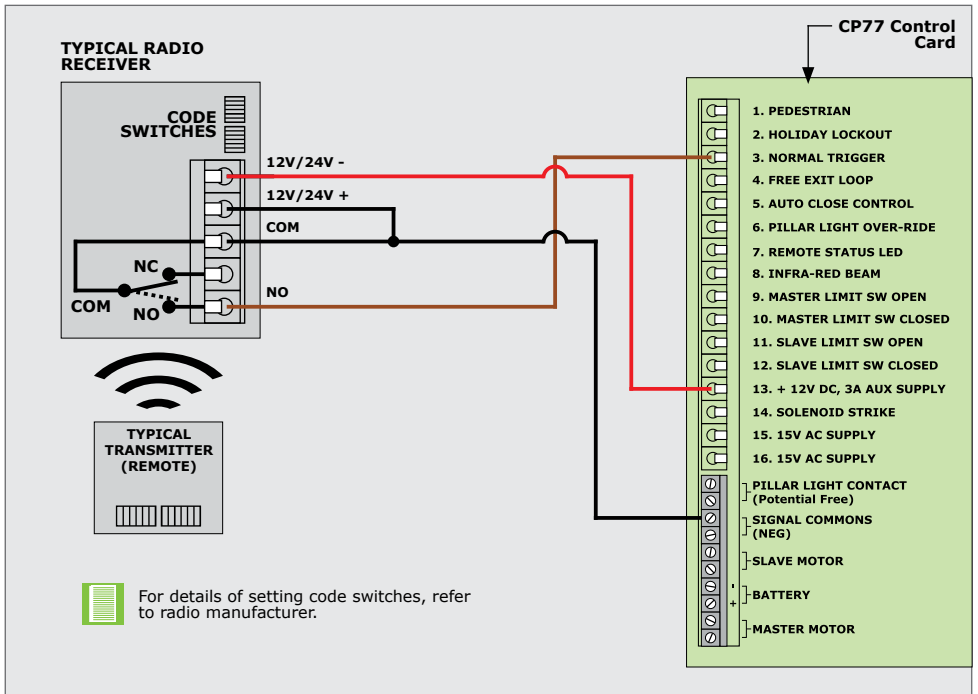 CP77 Control
Card
TYPICAL RADIO
RECEIVER
CODE
SWITCHES
12V/24V -
12V/24V +
COM
NC
COM
NO
NO
TYPICAL
TRANSMITTER
(REMOTE)
1. PEDESTRIAN
2. HOLIDAY LOCKOUT
3. NORMAL TRIGGER
4. FREE EXIT LOOP
5. AUTO CLOSE CONTROL
6. PILLAR LIGHT OVER-RIDE
7. REMOTE STATUS LED
8. INFRA-RED BEAM
9. MASTER LIMIT SW OPEN
10. MASTER LIMIT SW CLOSED
11. SLAVE LIMIT SW OPEN
12. SLAVE LIMIT SW CLOSED
13. + 12V DC, 3A AUX SUPPLY
14. SOLENOID STRIKE
15. 15V AC SUPPLY
16. 15V AC SUPPLY
PILLAR LIGHT CONTACT
(Potential Free)
SIGNAL COMMONS
(NEG)
SLAVE MOTOR
-
BATTERY
+
MASTER MOTOR
For details of setting code switches, refer
to radio manufacturer.